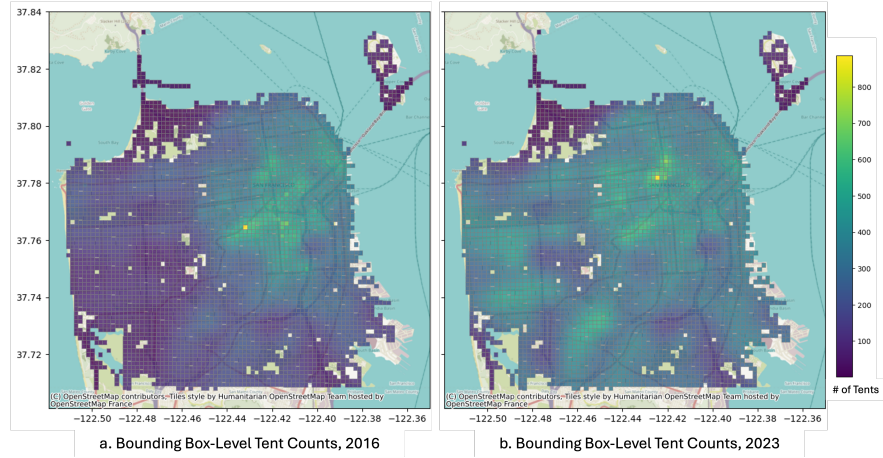 37.84
37.82
37.80
37.78
37.76
37.74
37.72
(C) OpenStreetMap contributors, Tiles style by Humanitarian OpenStreetMap Team hosted by
OpenStreetMap France
−122.50 −122.48 −122.46 −122.44 −122.42 −122.40 −122.38 −122.36
a. Bounding Box-Level Tent Counts, 2016
(C) OpenStreetMap contributors, Tiles style by Humanitarian OpenStreetMap Team hosted by
OpenStreetMap France
−122.50 −122.48 −122.46 −122.44 −122.42 −122.40 −122.38 −122.36
b. Bounding Box-Level Tent Counts, 2023
800
700
600
500
400
300
200
100
# of Tents